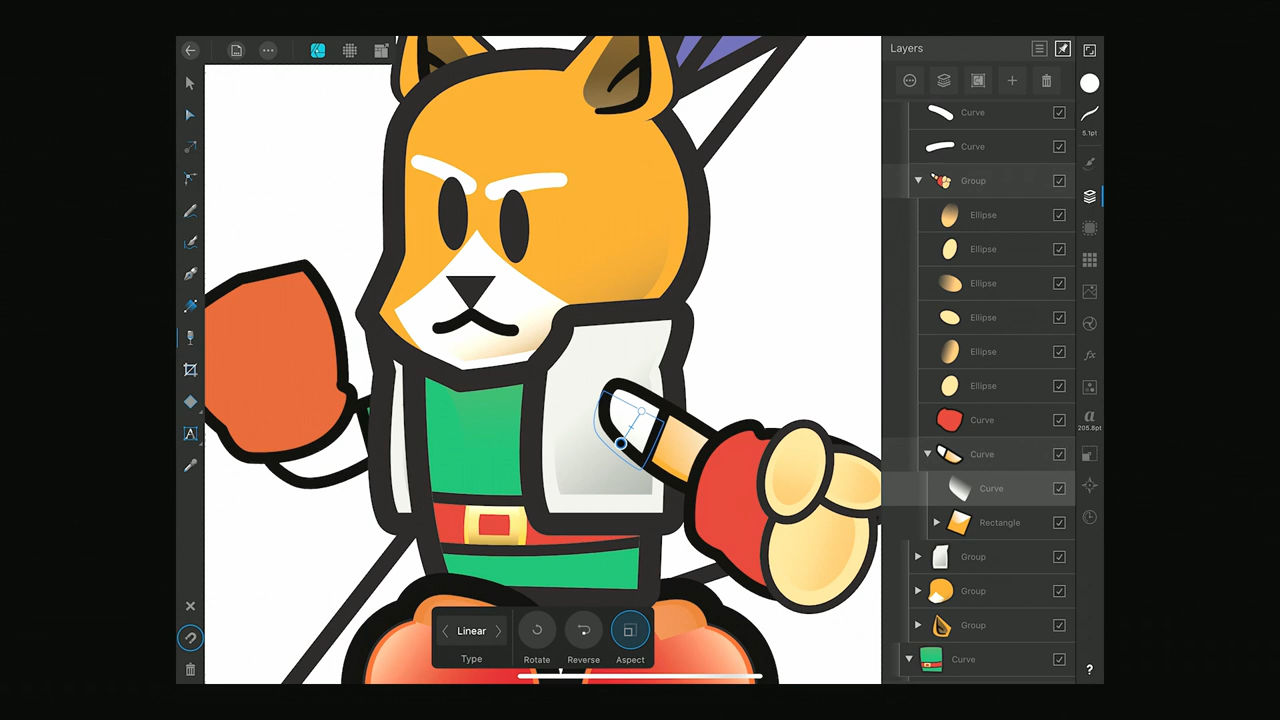 Layers
5.1pt
Curve
Curve
Group
Ellipse
Ellipse
Ellipse
Ellipse
Ellipse
Ellipse
Curve
Curve
Curve
Rectangle
Group
Group
Group
Curve
fx
a
205.8pt
A
Linear
Type
Rotate
Reverse
Aspect
?